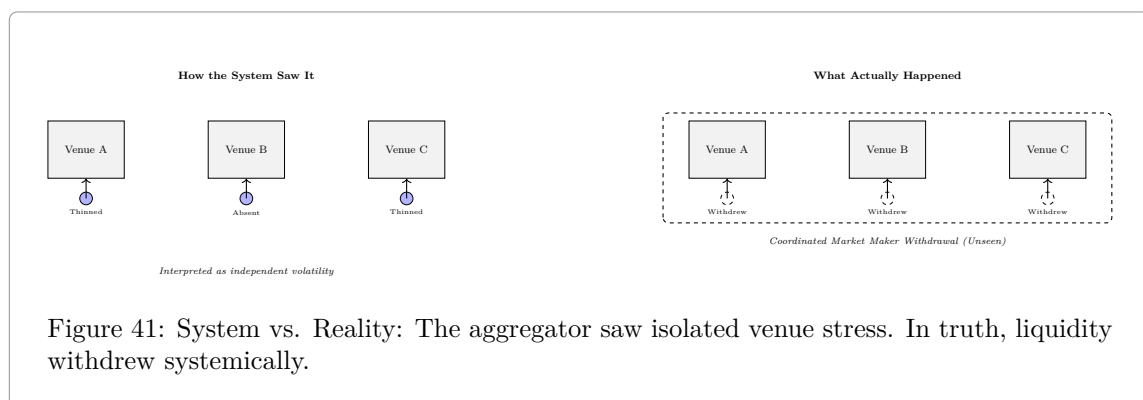 How the System Saw It
Venue A
Venue B
Venue C
Thinned
Absent
Thinned
Interpreted as independent volatility
What Actually Happened
Venue A
Venue B
Venue C
Withdrew
Withdrew
Withdrew
Coordinated Market Maker Withdrawal (Unseen)
Figure 41: System vs. Reality: The aggregator saw isolated venue stress. In truth, liquidity
withdrew systemically.